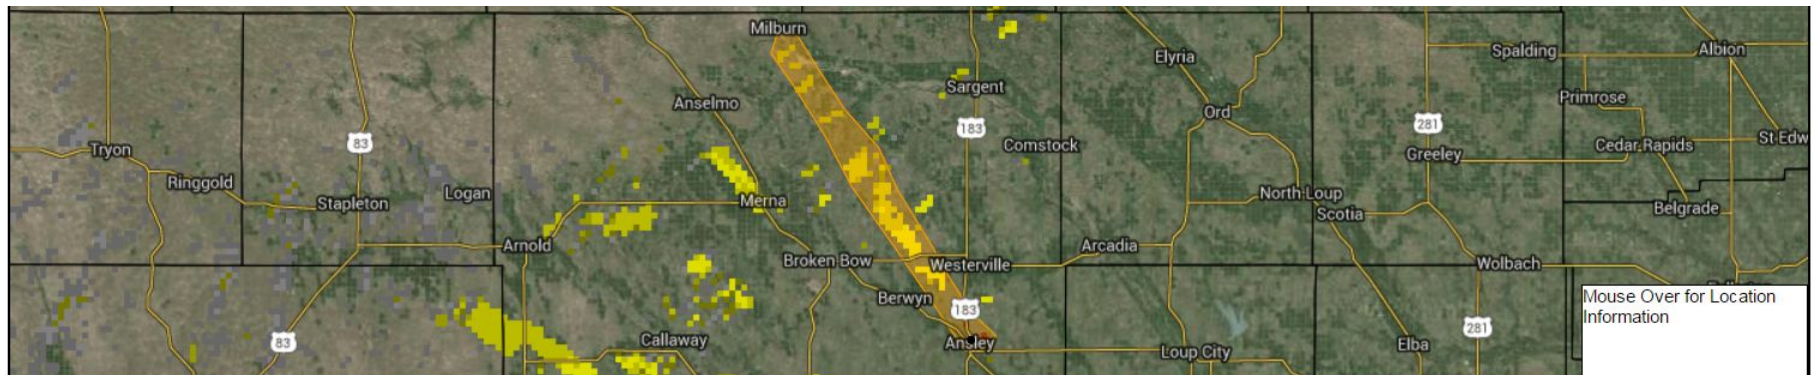 Milburn
Spalding
Albion
Elyria
Sargent
Primrose
Anselmo
Ord
183
281
83
Comstock
Cedar Rapids
St Edw
Tryon
Greeley
Ringgold
Logan
North Loup
Stapleton
Merna
Scotia
Belgrade
Arnold
Arcadia
Broken Bow
Westerville
Wolbach
Berwyn
183
Mouse Over for Location
Information
281
83
Callaway
Ansley
Loup City
Elba